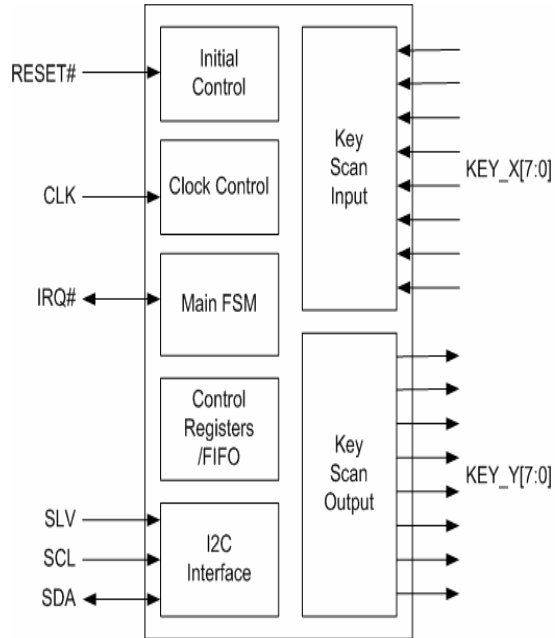 RESET#
Initial
Control
Key
Scan
Input
KEY_X[7:0]
CLK
Clock Control
IRQ#
Main FSM
Control
Registers
/FIFO
Key
Scan
Output
KEY_Y[7:0]
SLV
SCL
SDA
I2C
Interface